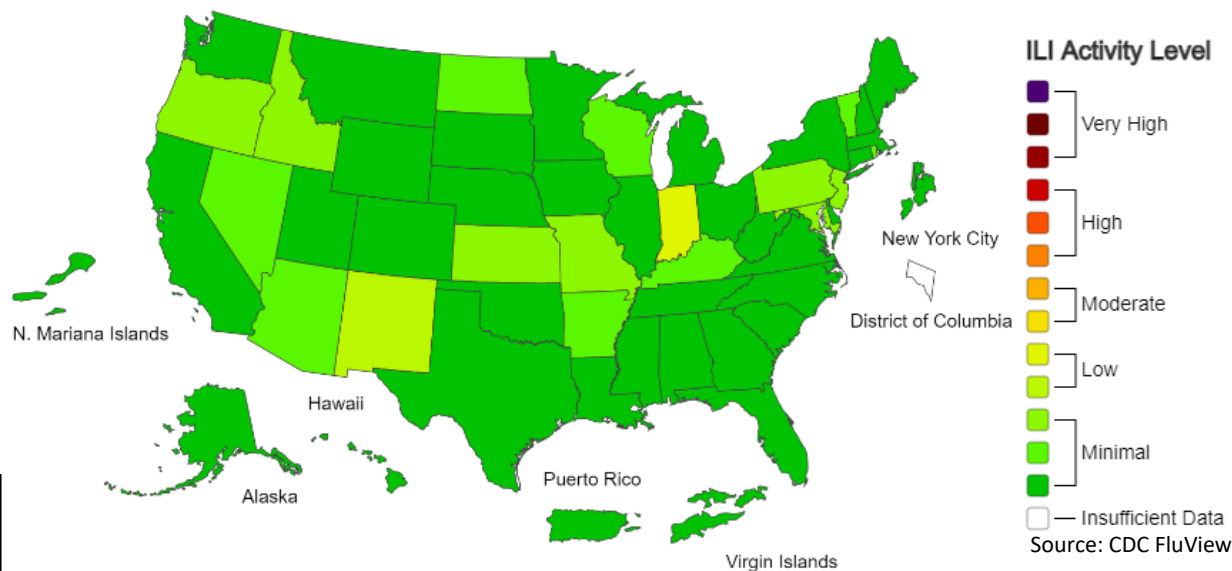 ILI Activity Level
Very High
High
Moderate
Low
Minimal
Insufficient Data
Source: CDC FluView
New York City
District of Columbia
N. Mariana Islands
Hawaii
Alaska
Puerto Rico
Virgin Islands